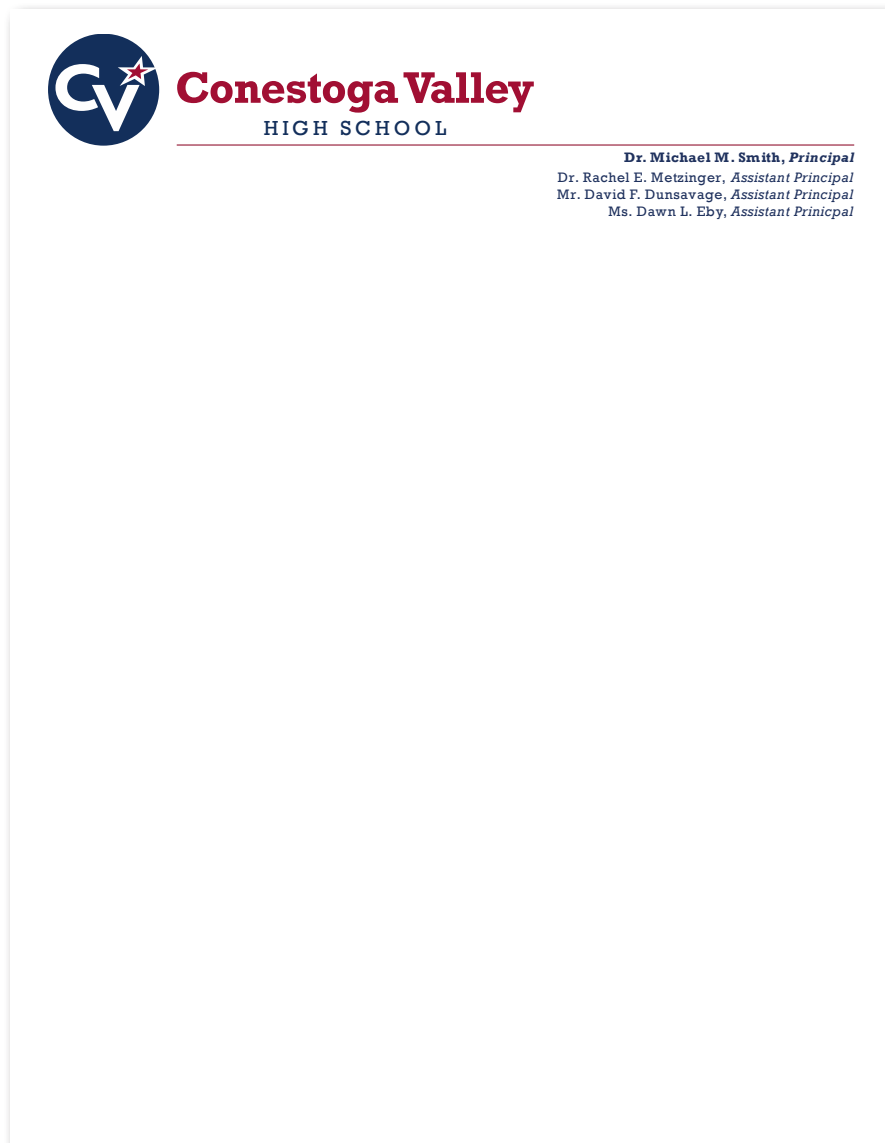 CV
Conestoga Valley
HIGH SCHOOL
Dr. Michael M. Smith, Principal
Dr. Rachel E. Metzinger, Assistant Principal
Mr. David F. Dunsavage, Assistant Principal
Ms. Dawn L. Eby, Assistant Prinicpal